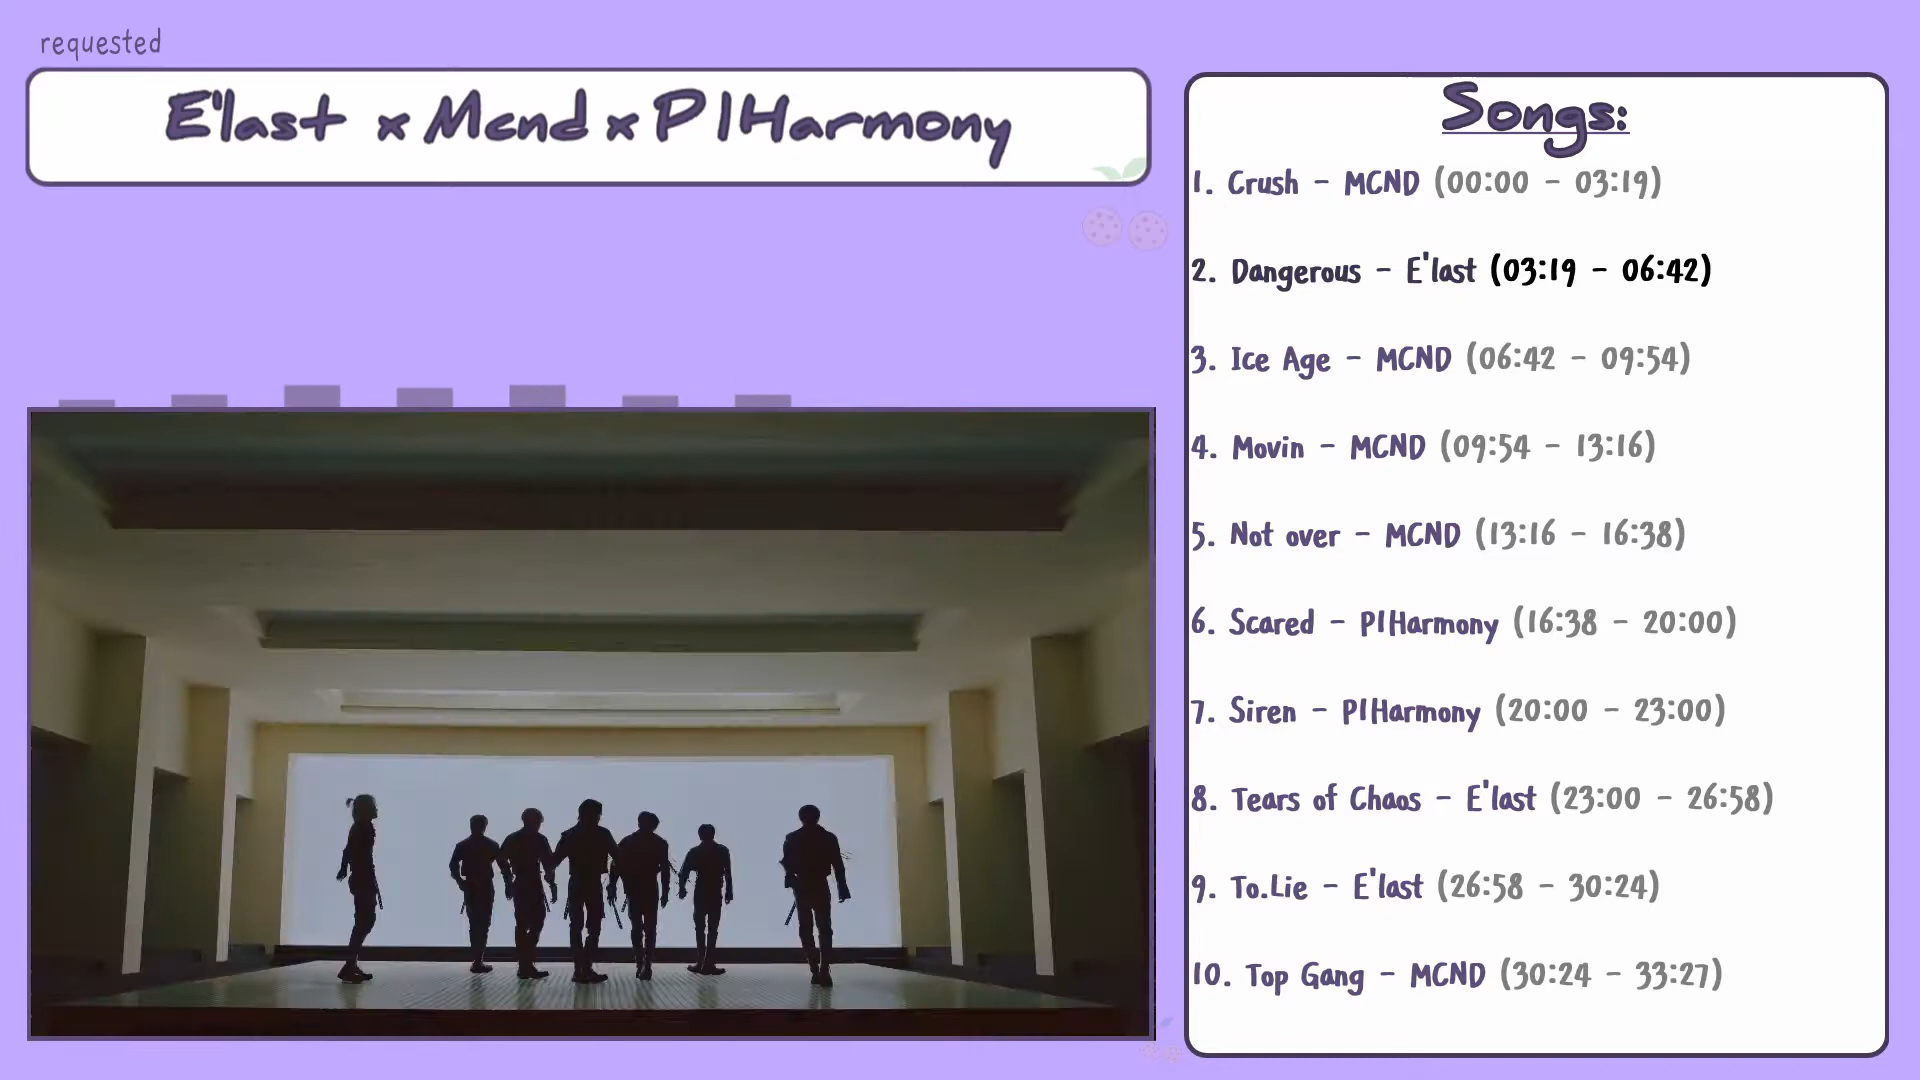 requested
E'last x Mcnd x P1Harmony
Songs:
1. Crush - MCND (00:00 - 03:19)
2. Dangerous - E'last (03:19 - 06:42)
3. Ice Age - MCND (06:42 - 09:54)
4. Movin - MCND (09:54 - 13:16)
5. Not over - MCND (13:16 - 16:38)
6. Scared - P1Harmony (16:38 - 20:00)
7. Siren - P1Harmony (20:00 - 23:00)
8. Tears of Chaos - E'last (23:00 - 26:58)
9. To.Lie - E'last (26:58 - 30:24)
10. Top Gang - MCND (30:24 - 33:27)